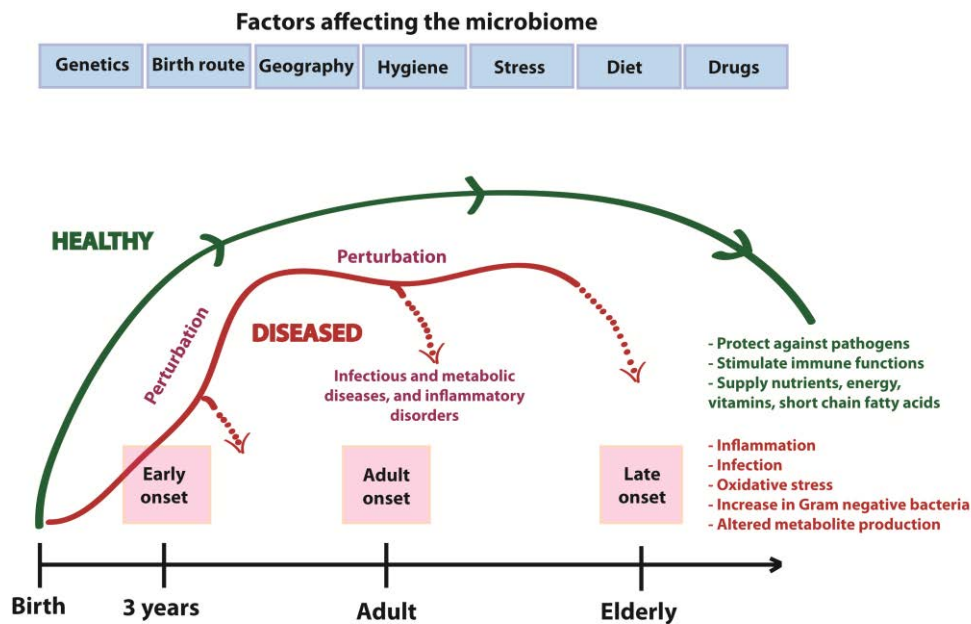 Factors affecting the microbiome
Genetics
Birth route
Geography
Hygiene
Stress
Diet
Drugs
HEALTHY
Perturbation
Perturbation
DISEASED
Infectious and metabolic
diseases, and inflammatory
disorders
- Protect against pathogens
- Stimulate immune functions
- Supply nutrients, energy,
vitamins, short chain fatty acids
- Inflammation
- Infection
- Oxidative stress
- Increase in Gram negative bacteria
- Altered metabolite production
Early
onset
Adult
onset
Late
onset
Birth
3 years
Adult
Elderly